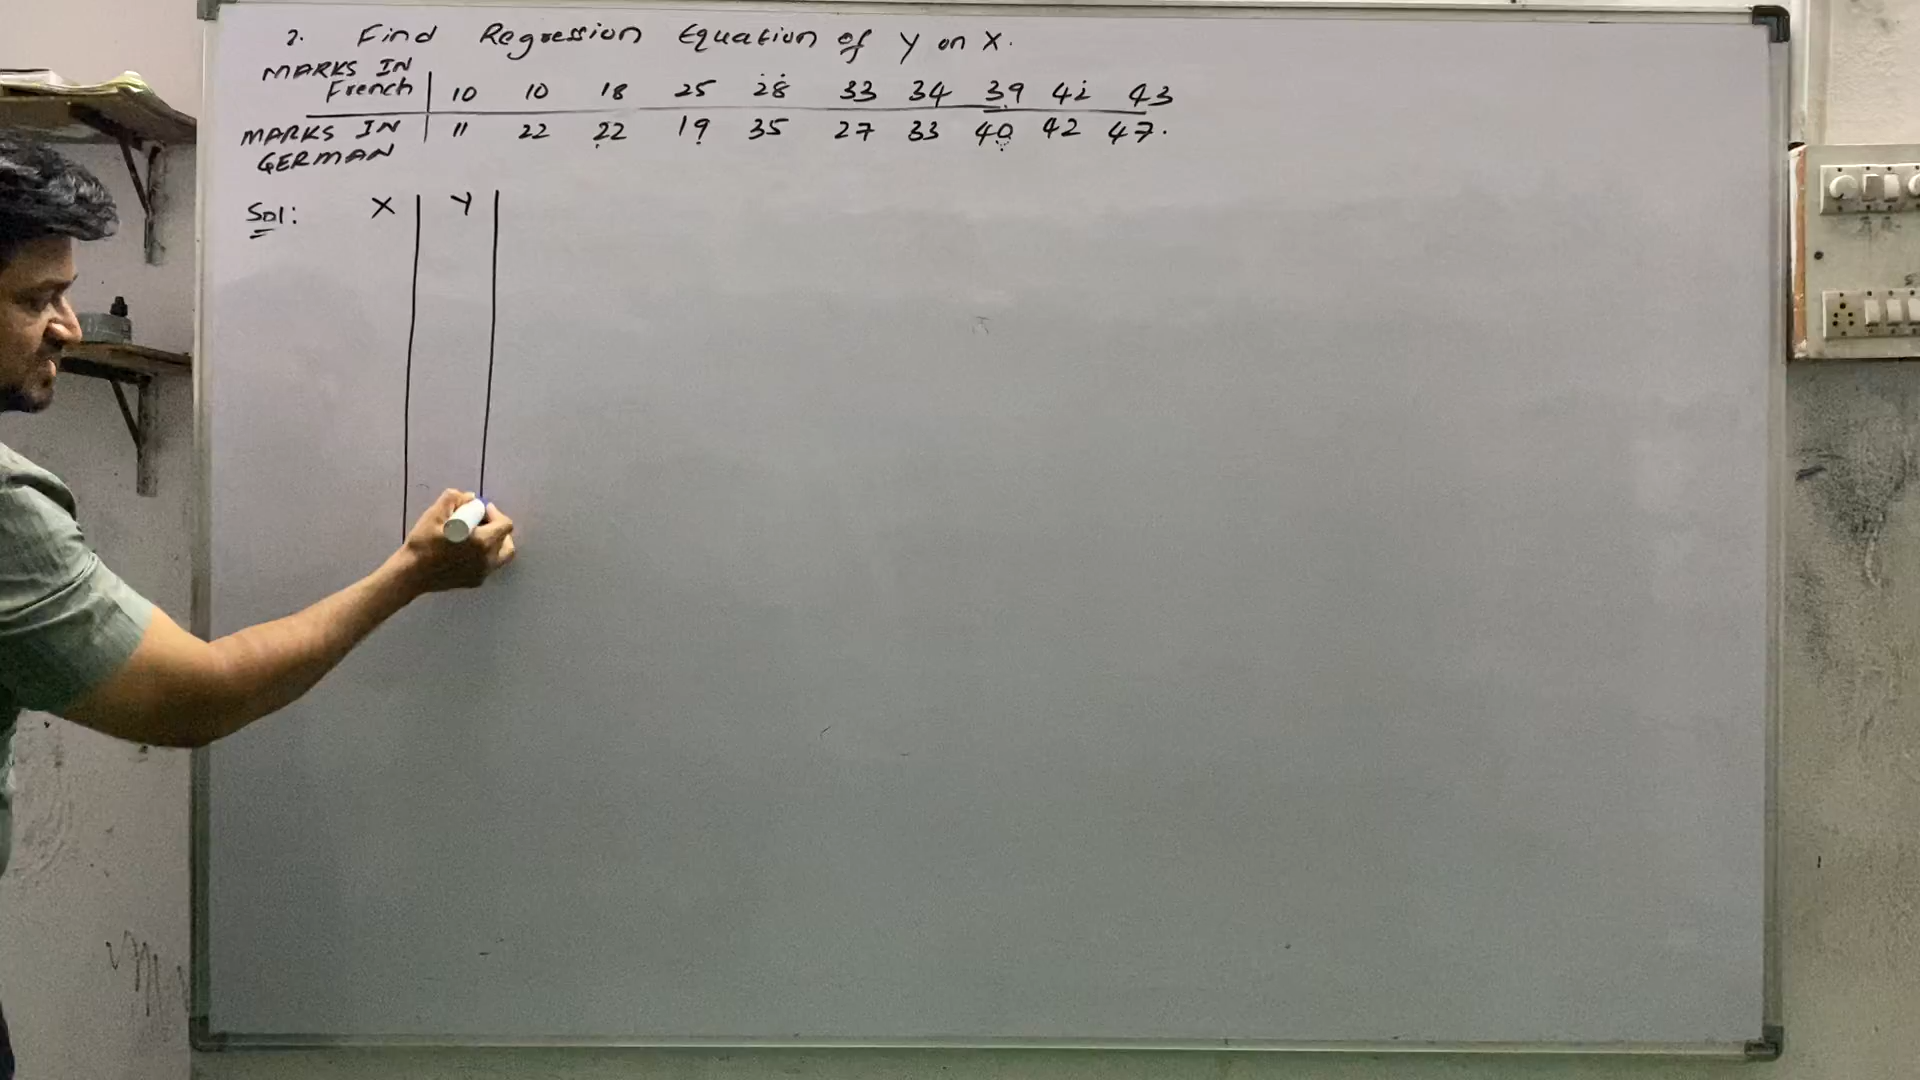 2. Find Regression Equation of Y on X.
MARKS IN
French 10 10 18 25 28 33 34 39 42 43
MARKS IN 11 22 22 19 35 27 33 40 42 47.
GERMAN
Sol: X Y